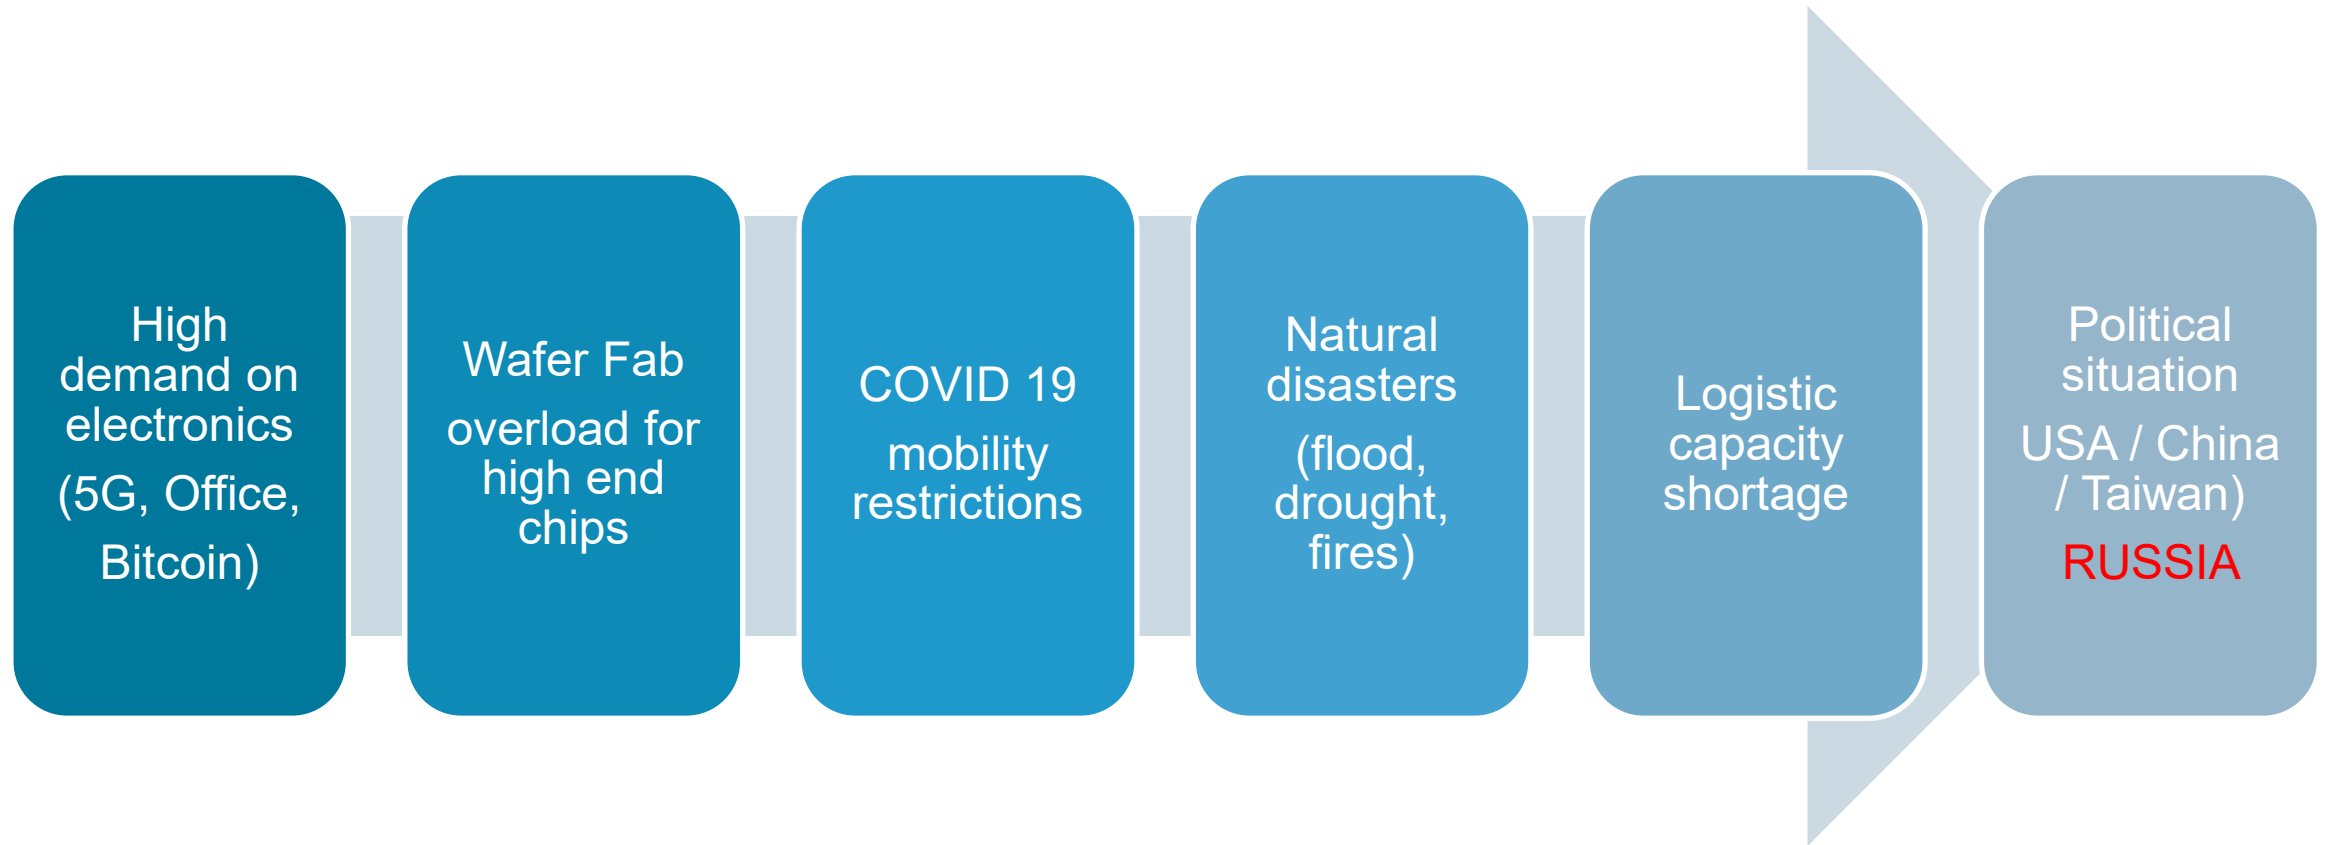 High
demand on
electronics
(5G, Office,
Bitcoin)
Wafer Fab
overload for
high end
chips
COVID 19
mobility
restrictions
Natural
disasters
(flood,
drought,
fires)
Logistic
capacity
shortage
Political
situation
USA / China
/ Taiwan)
RUSSIA